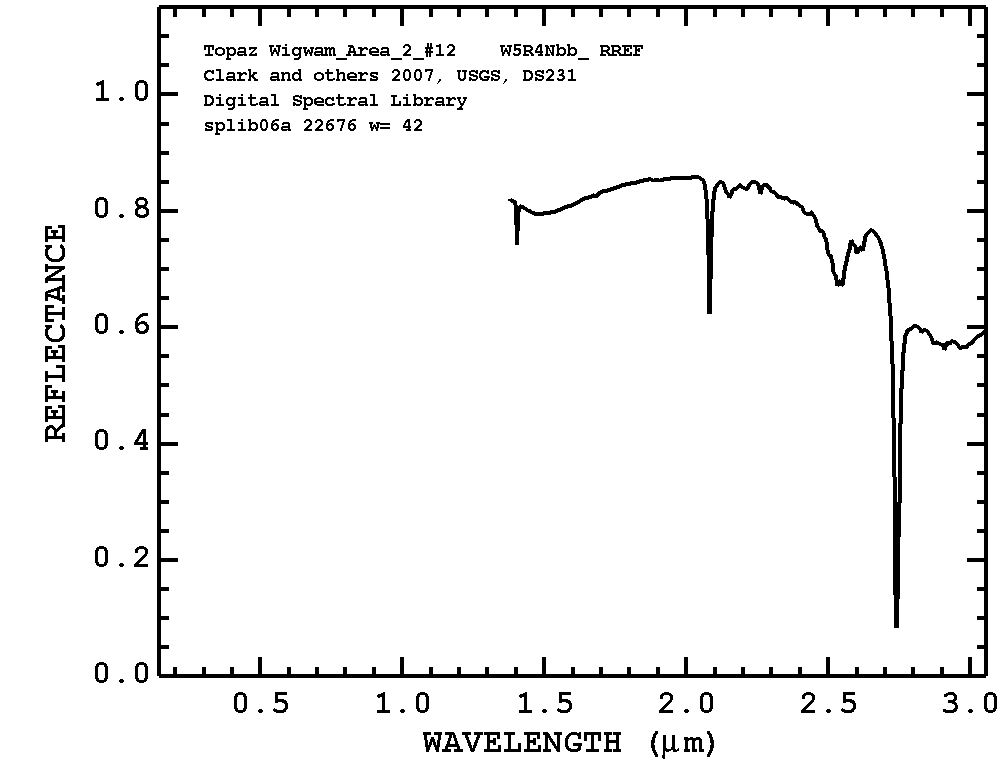 Topaz Wigwam_Area_2_#12 W5R4Nbb_ RREF
Clark and others 2007, USGS, DS231
Digital Spectral Library
splib06a 22676 w= 42
1.0
0.8
0.6
0.4
0.2
0.0
REFLECTANCE
0.5 1.0 1.5 2.0 2.5 3.0
WAVELENGTH (μm)